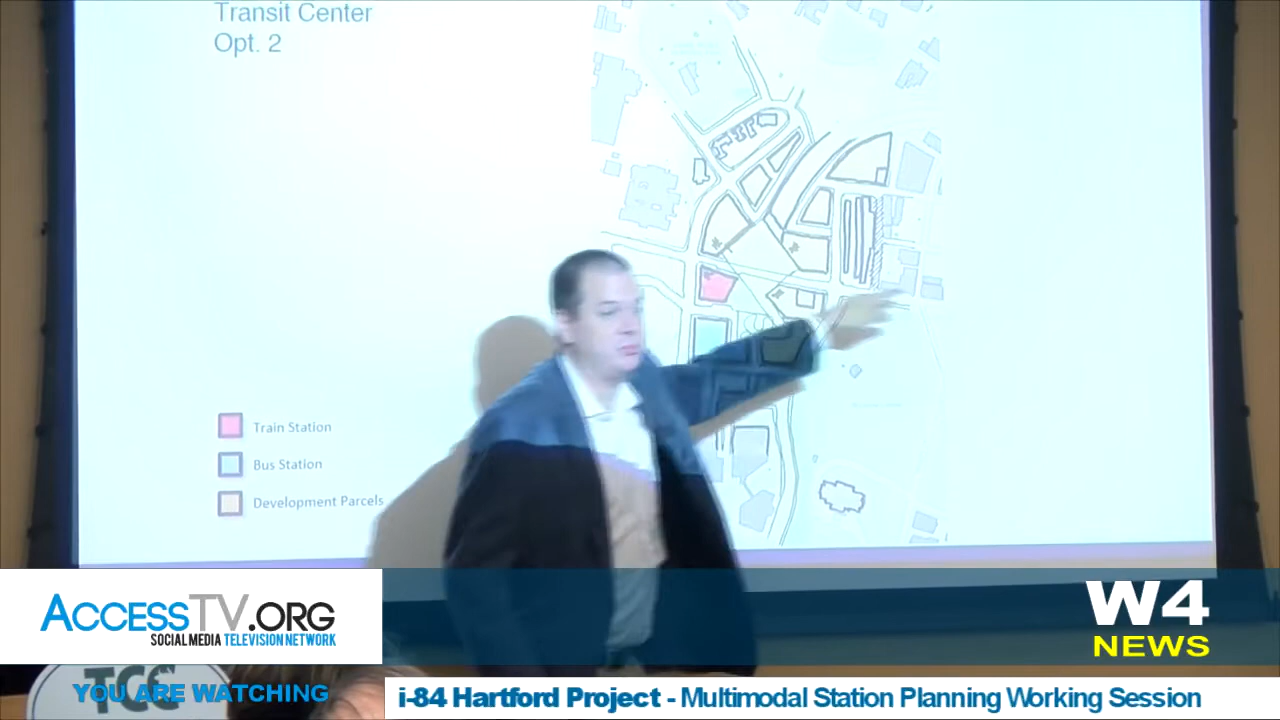 Transit Center
Opt. 2
Train Station
Bus Station
Development Parcels
ACCESSTV.ORG
SOCIAL MEDIA TELEVISION NETWORK
W4
NEWS
TCC
YOU ARE WATCHING
i-84 Hartford Project - Multimodal Station Planning Working Session